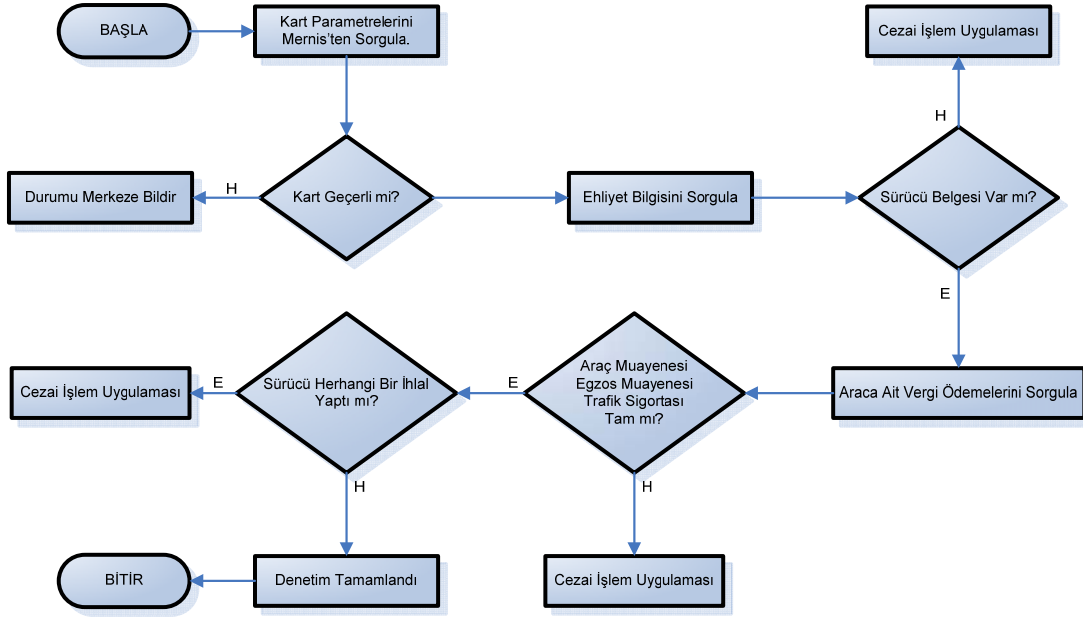 BAŞLA
Kart Parametrelerini
Mernis'ten Sorgula.
Cezai İşlem Uygulaması
H
Durumu Merkeze Bildir
H
Kart Geçerli mi?
Ehliyet Bilgisini Sorgula
Sürücü Belgesi Var mı?
E
Cezai İşlem Uygulaması
E
Sürücü Herhangi Bir İhlal
Yaptı mı?
E
Araç Muayenesi
Egzos Muayenesi
Trafik Sigortası
Tam mı?
Araca Ait Vergi Ödemelerini Sorgula
H
H
BİTİR
Denetim Tamamlandı
Cezai İşlem Uygulaması